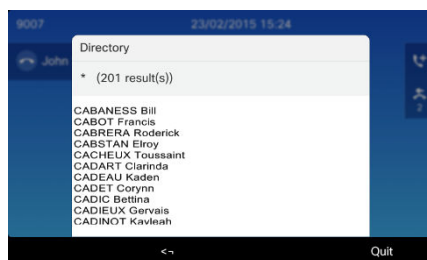 9007 23/02/2015 15:24
John
Directory
* (201 result(s))
CABANESS Bill
CABOT Francis
CABRERA Roderick
CABSTAN Elroy
CACHEUX Toussaint
CADART Clarinda
CADEAU Kaden
CADET Corynn
CADIC Bettina
CADIEUX Gervais
CADINOT Kayleah
2
<¬ Quit